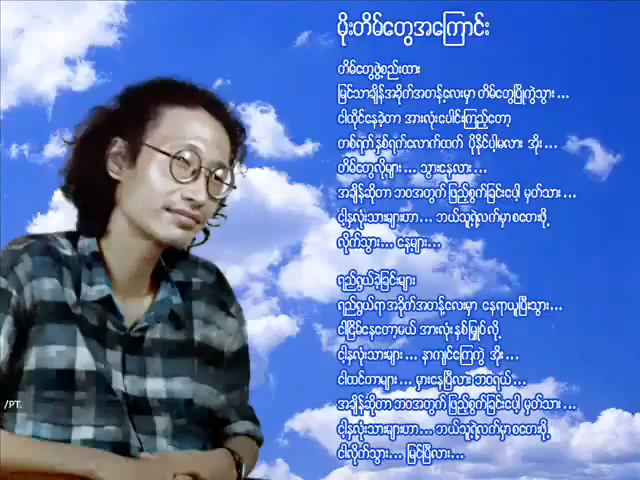 မိုးတိမ်တွေအကြောင်း
တိမ်တွေဖွဲ့စည်းထား
မြင်သာချိန်အခိုက်အတန့်လေးမှာ တိမ်တွေပြိုကွဲသွား...
ငါထိုင်နေခဲ့တာ အားလုံးပေါင်းကြည့်တော့
တစ်ရက် နှစ်ရက်လောက်ထက် ပိုနိုင်ပါ့မလား အိုး...
တိမ်တွေလိုများ... သွားနေလား...
အချိန်ဆိုတာ ဘဝအတွက် ဖြည့်စွက်ခြင်းပေါ့ မှတ်သား...
ငါ့နှလုံးသားများဟာ... ဘယ်သူရဲ့လက်မှာ စတေးဖို့
လိုက်သွား... နေ့များ...
ရည်ရွယ်ခဲ့ခြင်းများ
ရည်ရွယ်ရာ အခိုက်အတန့်လေးမှာ နေရာယူပြီးသွား...
ငါငြိမ်နေတော့မယ် အားလုံးနှစ်မြှုပ်လို့
ငါ့နှလုံးသားများ... နာကျင်ကြေကွဲ အိုး...
ငါထင်တာများ... မှားနေပြီလား ဘဝရယ်...
အချိန်ဆိုတာ ဘဝအတွက် ဖြည့်စွက်ခြင်းပေါ့ မှတ်သား...
ငါ့နှလုံးသားများဟာ... ဘယ်သူရဲ့လက်မှာ စတေးဖို့
ငါလိုက်သွား... မြင်ပြီလား...
/PT.